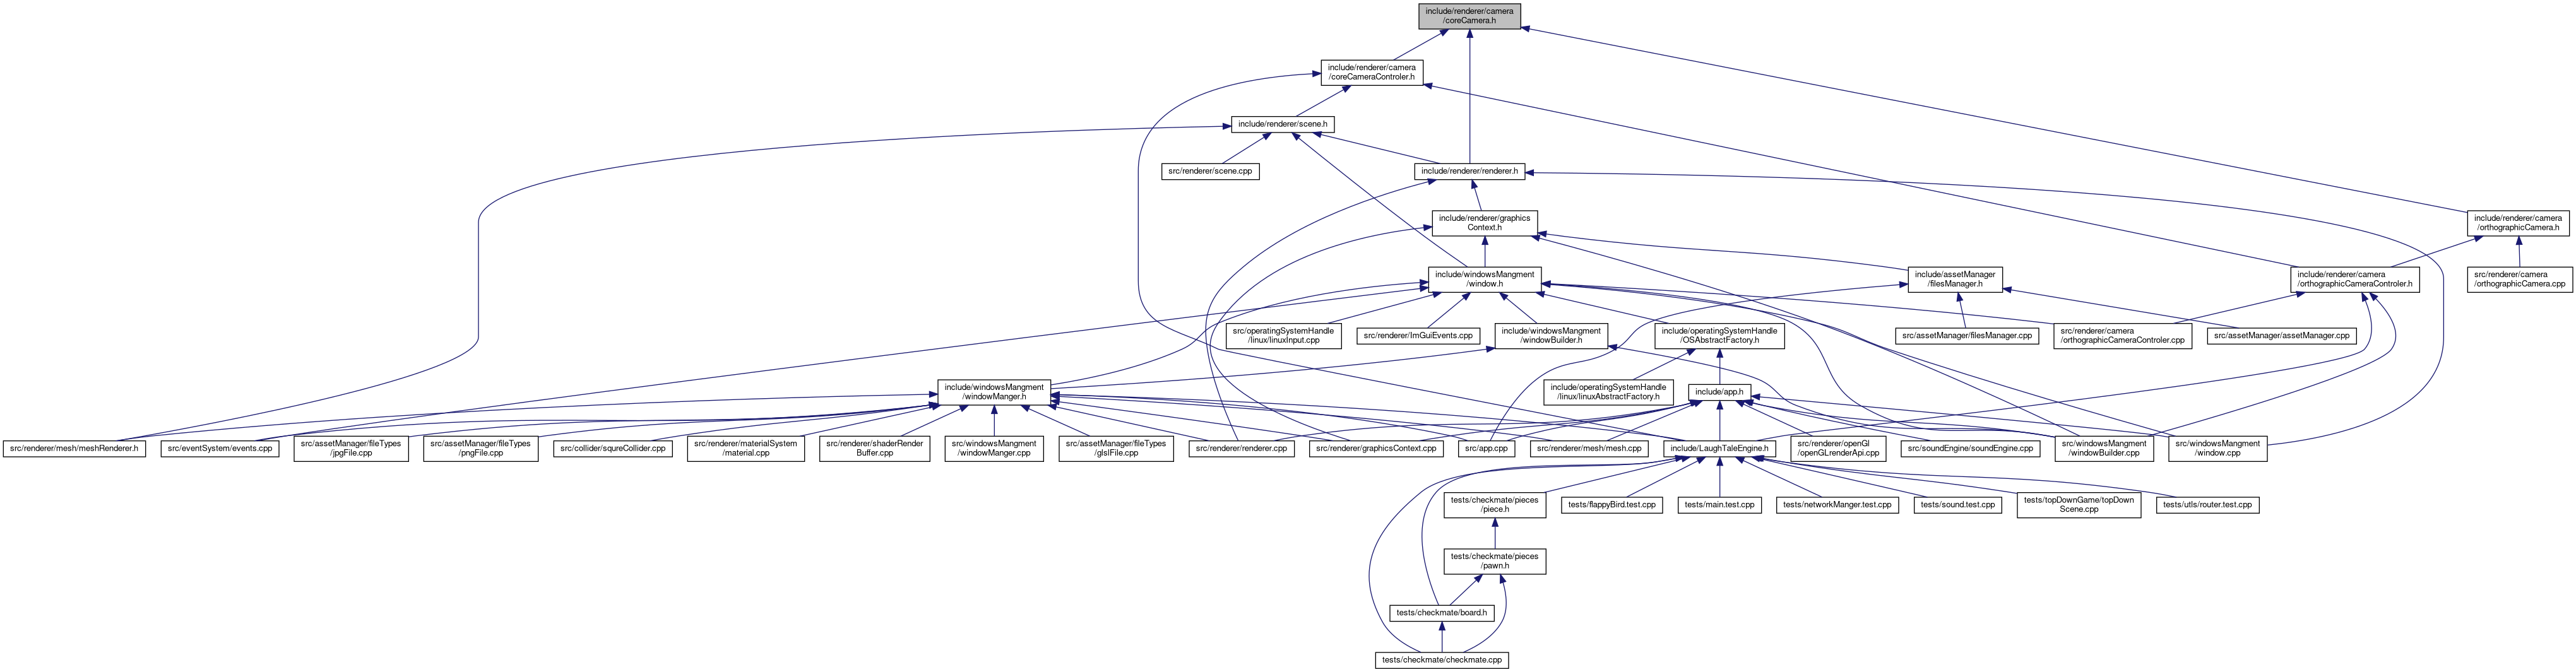 include/renderer/camera
/coreCamera.h
include/renderer/camera
/coreCameraControler.h
include/renderer/scene.h
src/renderer/scene.cpp
include/renderer/renderer.h
include/renderer/graphics
Context.h
include/renderer/camera
/orthographicCamera.h
include/windowsMangment
/window.h
include/assetManager
/filesManager.h
include/renderer/camera
/orthographicCameraControler.h
src/renderer/camera
/orthographicCamera.cpp
src/operatingSystemHandle
/linux/linuxInput.cpp
src/renderer/ImGuiEvents.cpp
include/windowsMangment
/windowBuilder.h
include/operatingSystemHandle
/OSAbstractFactory.h
src/assetManager/filesManager.cpp
src/renderer/camera
/orthographicCameraControler.cpp
src/assetManager/assetManager.cpp
include/windowsMangment
/windowManger.h
include/operatingSystemHandle
/linux/linuxAbstractFactory.h
include/app.h
src/renderer/mesh/meshRenderer.h
src/eventSystem/events.cpp
src/assetManager/fileTypes
/jpgFile.cpp
src/assetManager/fileTypes
/pngFile.cpp
src/collider/squreCollider.cpp
src/renderer/materialSystem
/material.cpp
src/renderer/shaderRender
Buffer.cpp
src/windowsMangment
/windowManger.cpp
src/assetManager/fileTypes
/glslFile.cpp
src/renderer/renderer.cpp
src/renderer/graphicsContext.cpp
src/app.cpp
src/renderer/mesh/mesh.cpp
include/LaughTaleEngine.h
src/renderer/openGl
/openGLrenderApi.cpp
src/soundEngine/soundEngine.cpp
src/windowsMangment
/windowBuilder.cpp
src/windowsMangment
/window.cpp
tests/checkmate/pieces
/piece.h
tests/flappyBird.test.cpp
tests/main.test.cpp
tests/networkManger.test.cpp
tests/sound.test.cpp
tests/topDownGame/topDown
Scene.cpp
tests/utls/router.test.cpp
tests/checkmate/pieces
/pawn.h
tests/checkmate/board.h
tests/checkmate/checkmate.cpp